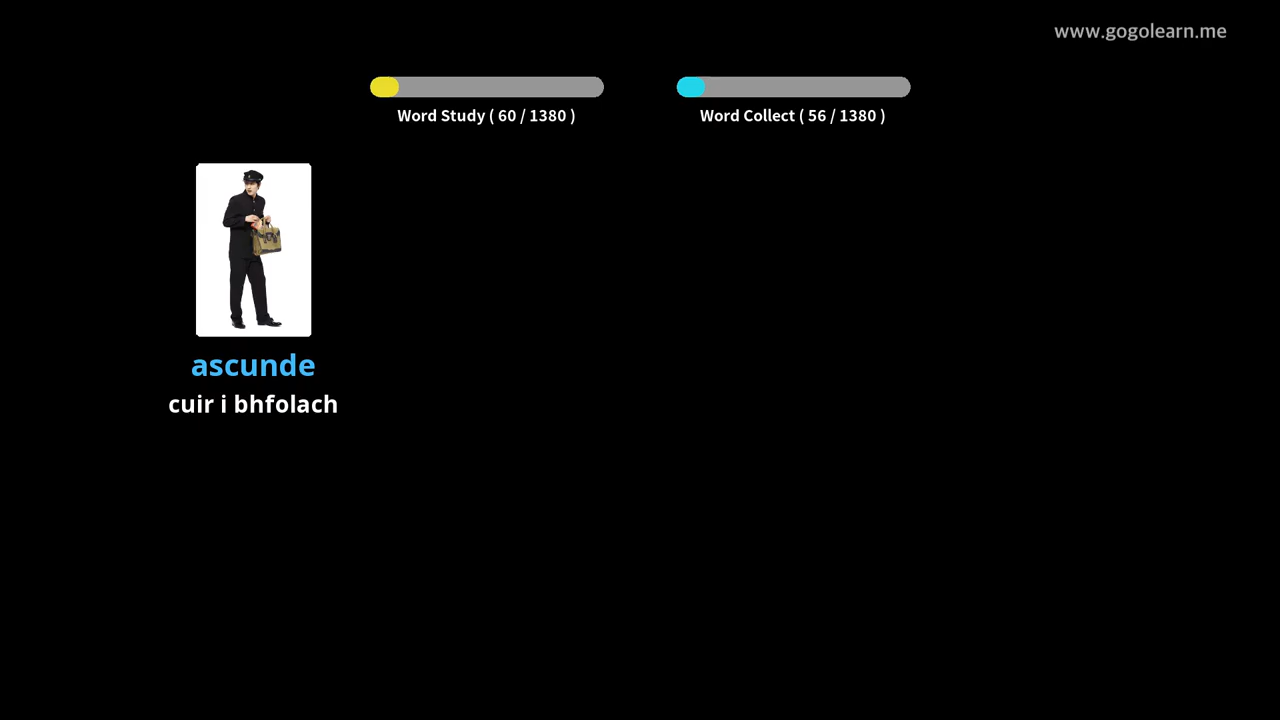 www.gogolearn.me
Word Study ( 60 / 1380 )
Word Collect ( 56 / 1380 )
ascunde
cuir i bhfolach